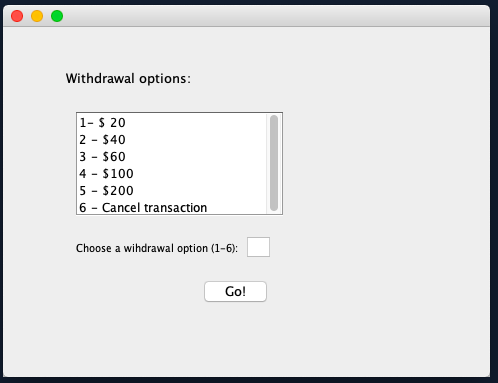 Withdrawal options:
1- $ 20
2 - $40
3 - $60
4 - $100
5 - $200
6 - Cancel transaction
Choose a wihdrawal option (1-6):
Go!